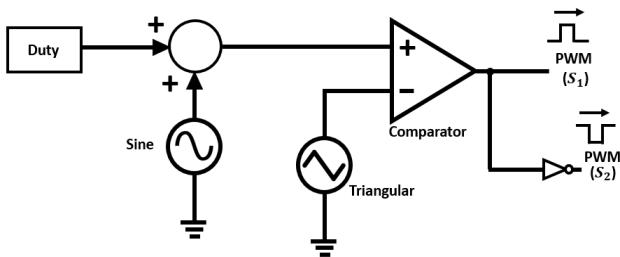 Duty
+
+
Sine
+
−
Comparator
Triangular
PWM
(S₁)
PWM
(S₂)